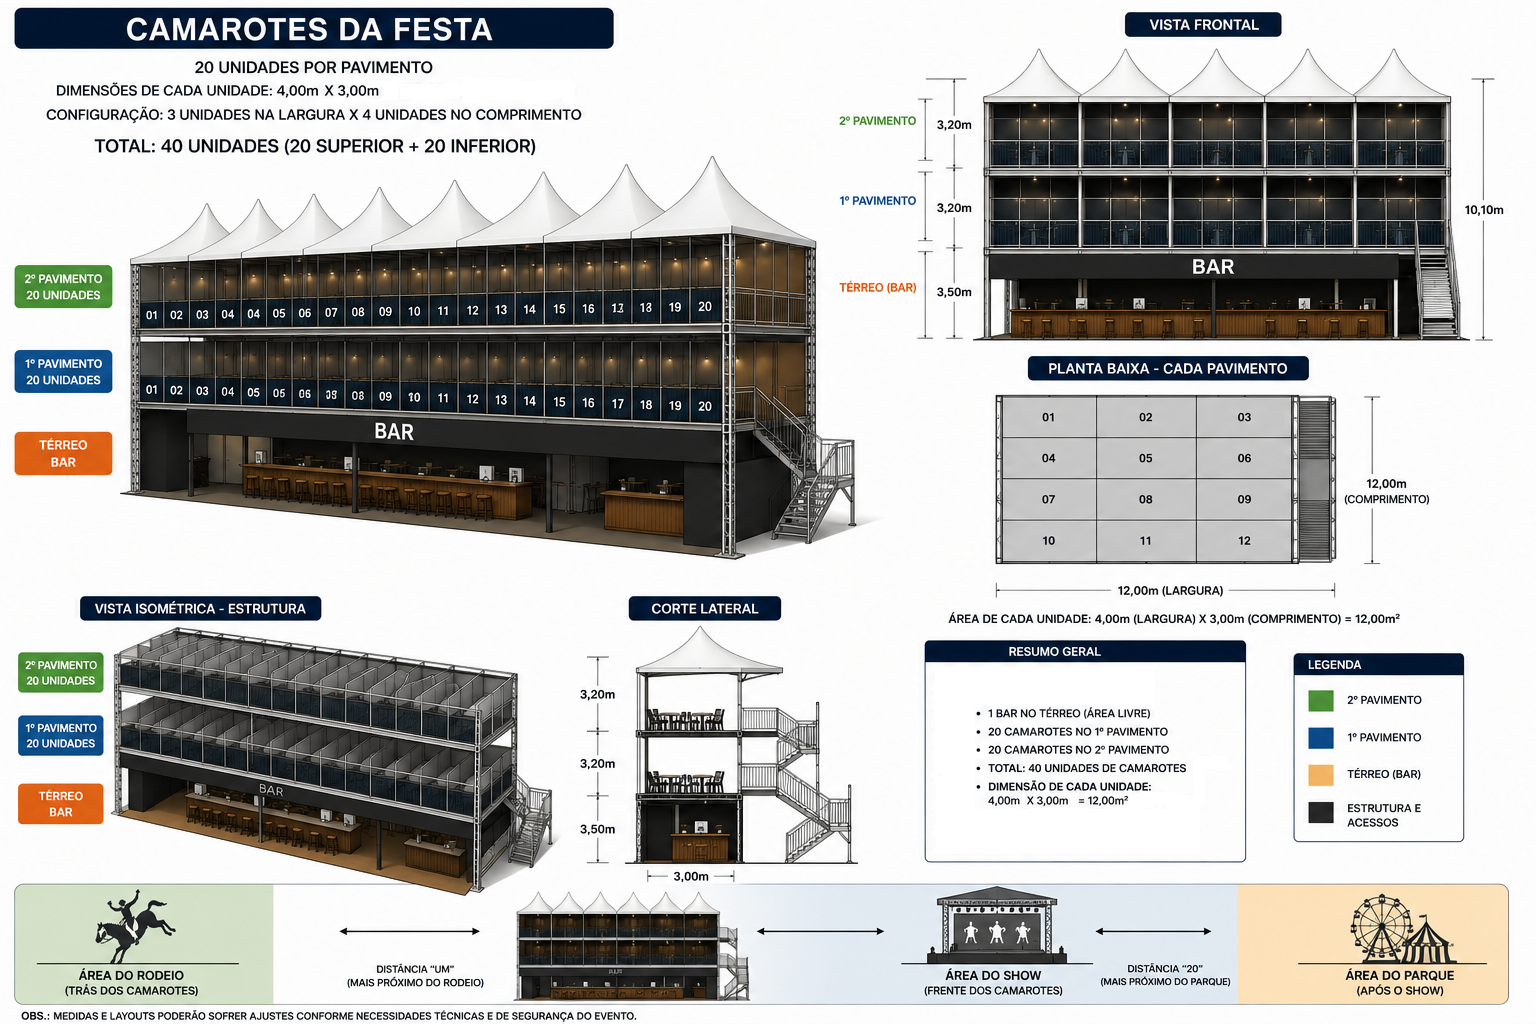 CAMAROTES DA FESTA
20 UNIDADES POR PAVIMENTO
DIMENSÕES DE CADA UNIDADE: 4,00m X 3,00m
CONFIGURAÇÃO: 3 UNIDADES NA LARGURA X 4 UNIDADES NO COMPRIMENTO
TOTAL: 40 UNIDADES (20 SUPERIOR + 20 INFERIOR)
2º PAVIMENTO
20 UNIDADES
01 02 03 04 04 05 06 07 08 09 10 11 12 13 14 15 16 13 18 19 20
1º PAVIMENTO
20 UNIDADES
01 02 03 04 05 05 06 08 09 10 11 12 13 14 15 16 17 18 19 20
TÉRREO
BAR
BAR
VISTA FRONTAL
2º PAVIMENTO
3,20m
1º PAVIMENTO
3,20m
10,10m
TÉRREO (BAR)
3,50m
BAR
PLANTA BAIXA - CADA PAVIMENTO
01 02 03
04 05 06
07 08 09
10 11 12
12,00m
(COMPRIMENTO)
12,00m (LARGURA)
ÁREA DE CADA UNIDADE: 4,00m (LARGURA) X 3,00m (COMPRIMENTO) = 12,00m²
VISTA ISOMÉTRICA - ESTRUTURA
2º PAVIMENTO
20 UNIDADES
1º PAVIMENTO
20 UNIDADES
TÉRREO
BAR
BAR
CORTE LATERAL
3,20m
3,20m
3,50m
3,00m
RESUMO GERAL
• 1 BAR NO TÉRREO (ÁREA LIVRE)
• 20 CAMAROTES NO 1º PAVIMENTO
• 20 CAMAROTES NO 2º PAVIMENTO
• TOTAL: 40 UNIDADES DE CAMAROTES
• DIMENSÃO DE CADA UNIDADE:
4,00m X 3,00m = 12,00m²
LEGENDA
2º PAVIMENTO
1º PAVIMENTO
TÉRREO (BAR)
ESTRUTURA E
ACESSOS
ÁREA DO RODEIO
(TRÁS DOS CAMAROTES)
DISTÂNCIA "UM"
(MAIS PRÓXIMO DO RODEIO)
ÁREA DO SHOW
(FRENTE DOS CAMAROTES)
DISTÂNCIA "20"
(MAIS PRÓXIMO DO PARQUE)
ÁREA DO PARQUE
(APÓS O SHOW)
OBS.: MEDIDAS E LAYOUTS PODERÃO SOFRER AJUSTES CONFORME NECESSIDADES TÉCNICAS E DE SEGURANÇA DO EVENTO.